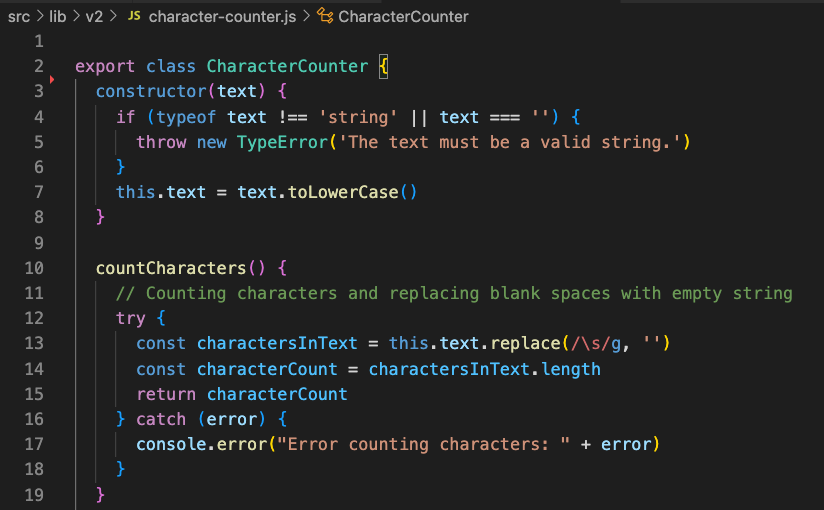 src > lib > v2 > JS character-counter.js > CharacterCounter
1
2 export class CharacterCounter {
3   constructor(text) {
4     if (typeof text !== 'string' || text === '') {
5       throw new TypeError('The text must be a valid string.')
6     }
7     this.text = text.toLowerCase()
8   }
9
10   countCharacters() {
11     // Counting characters and replacing blank spaces with empty string
12     try {
13       const charactersInText = this.text.replace(/\s/g, '')
14       const characterCount = charactersInText.length
15       return characterCount
16     } catch (error) {
17       console.error("Error counting characters: " + error)
18     }
19   }